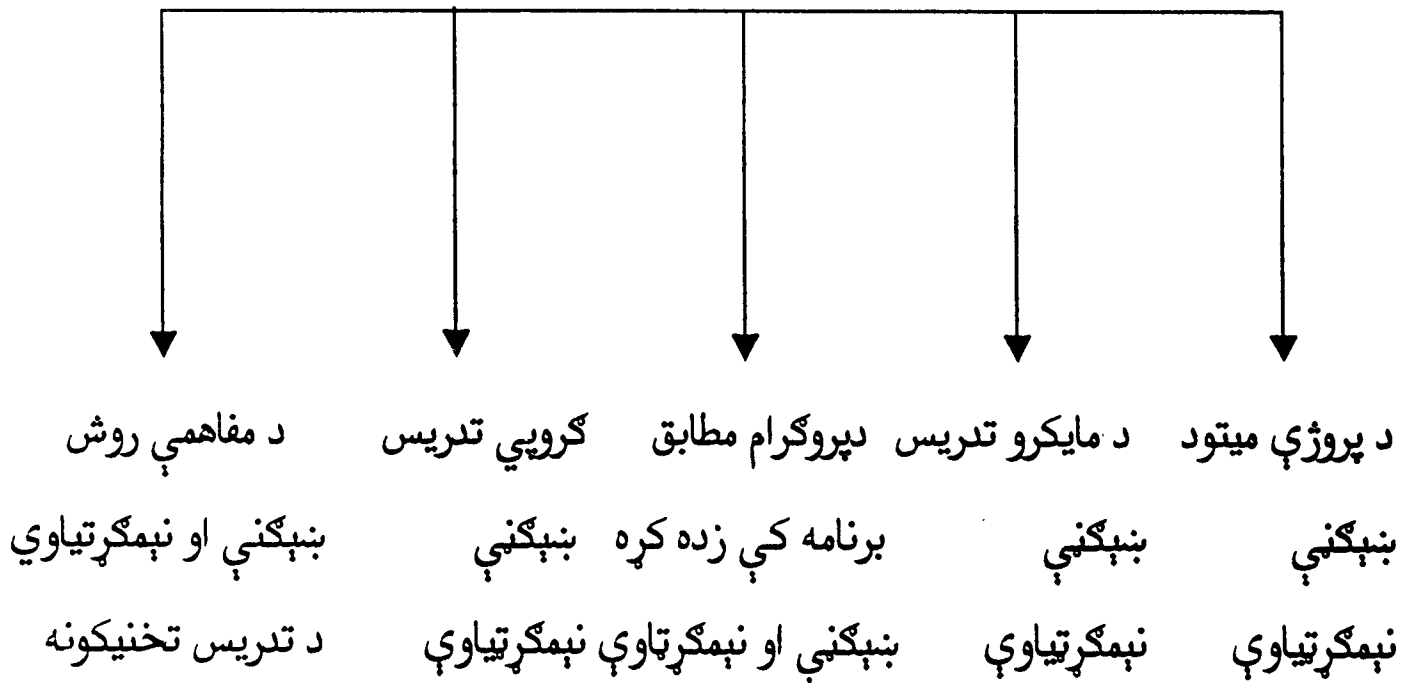 د پروژې میتود
ښېګڼې
نېمګړتیاوې
د مایکرو تدریس
ښېګڼې
نېمګړتیاوې
دپروګرام مطابق
برنامه کې زده کړه
ښېګڼې او نېمګړتاوې
ګروپي تدریس
ښېګڼې
نېمګړتیاوې
د مفاهمې روش
ښېګڼې او نېمګړتیاوې
د تدریس تخنیکونه